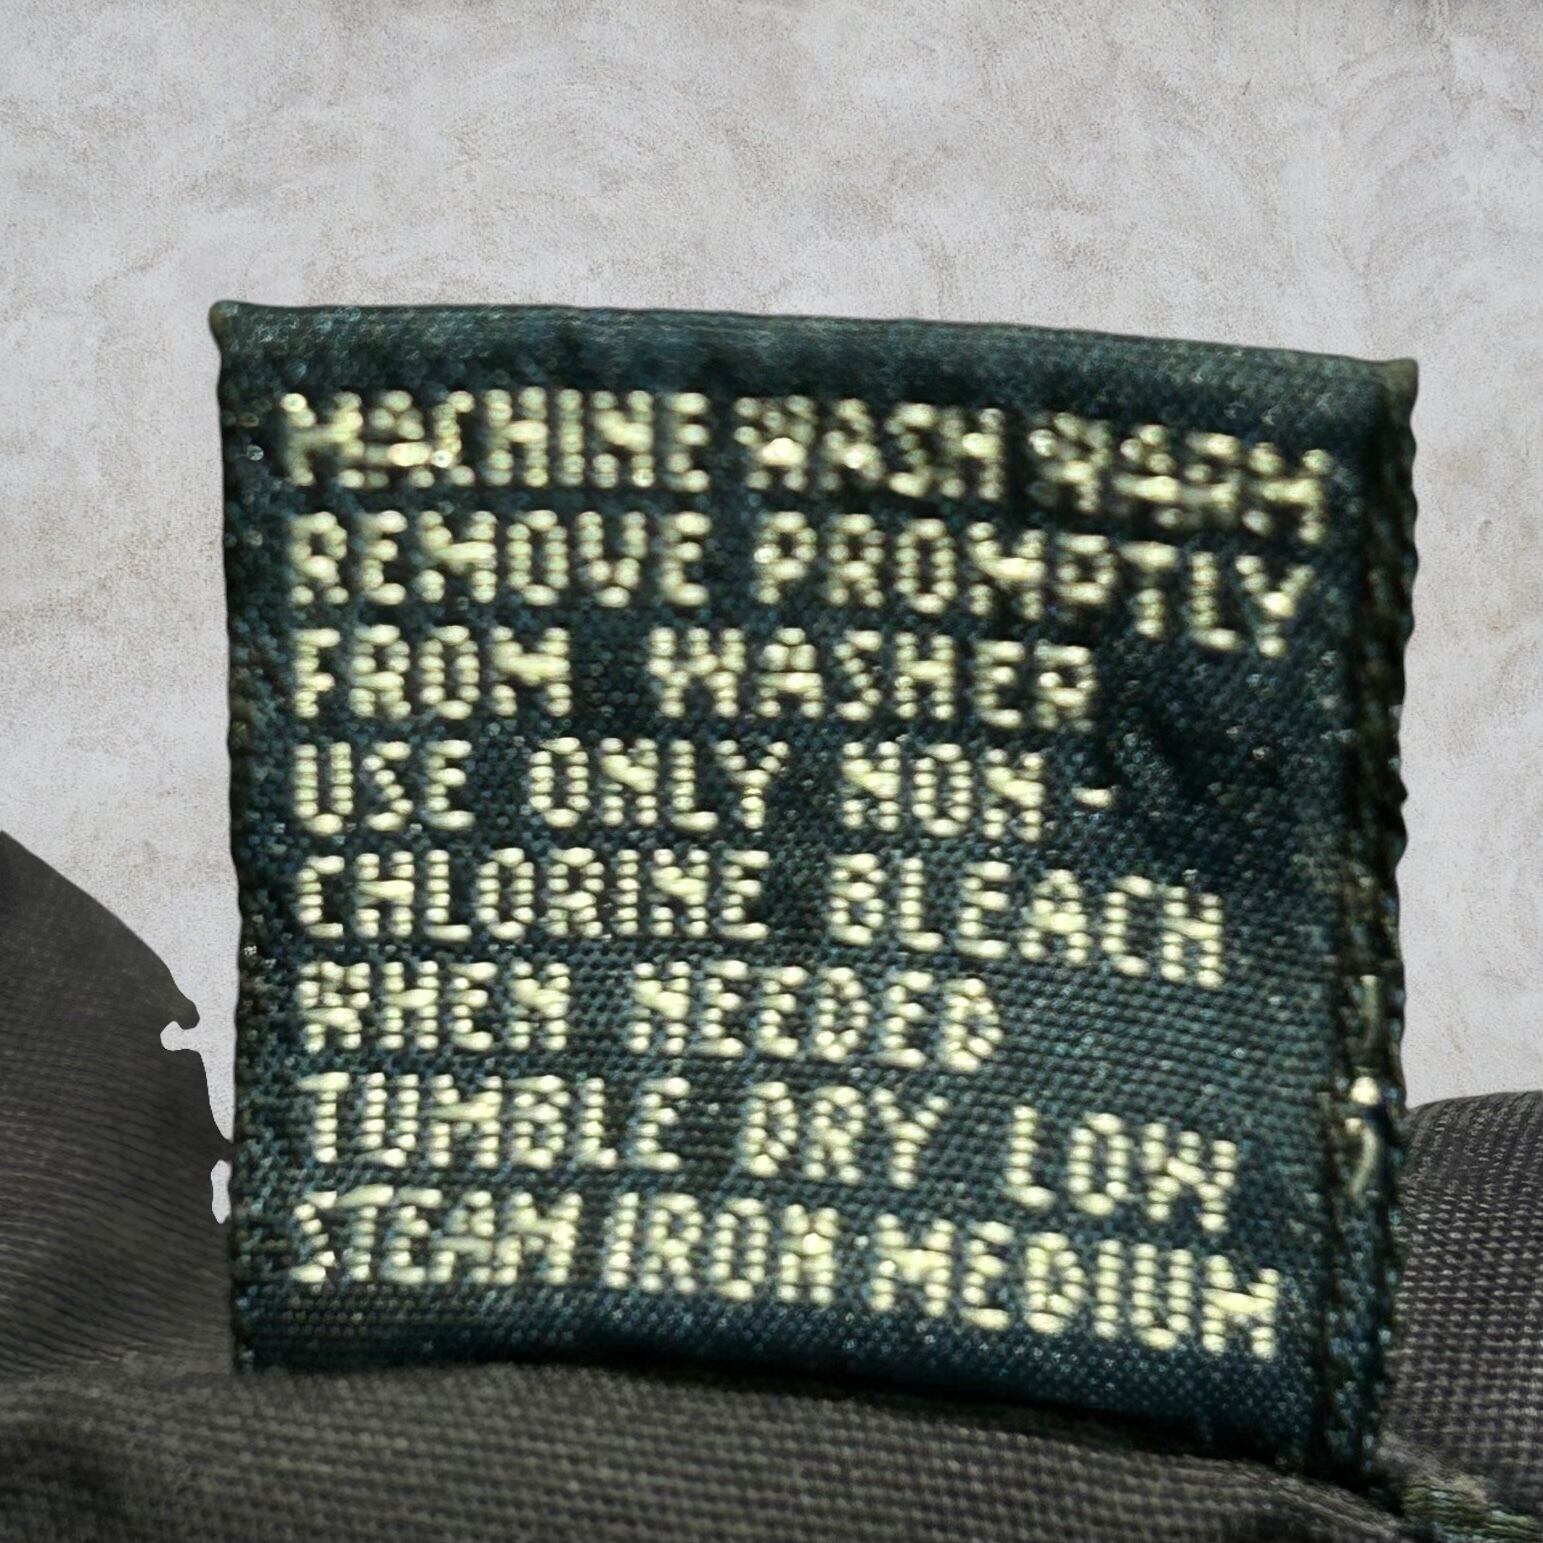 MACHINE WASH WARM
REMOVE PROMPTLY
FROM WASHER
USE ONLY NON-
CHLORINE BLEACH
WHEN NEEDED
TUMBLE DRY LOW
STEAM IRON MEDIUM